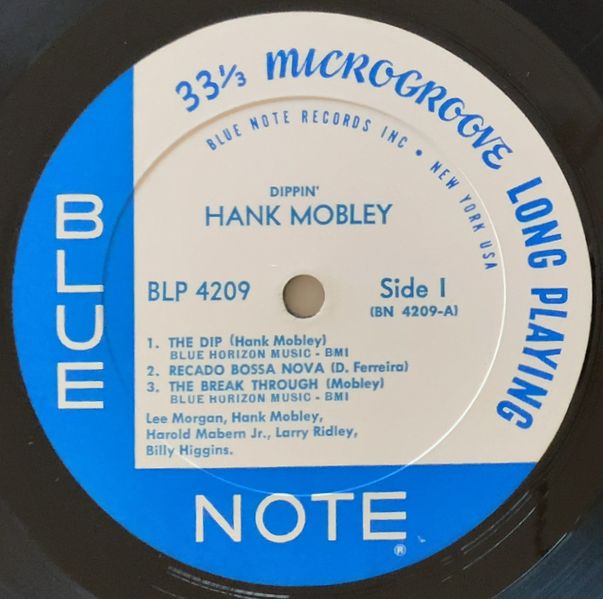 33⅓ MICROGROOVE LONG PLAYING
BLUE NOTE RECORDS INC • NEW YORK USA
DIPPIN'
HANK MOBLEY
BLP 4209
Side 1
(BN 4209-A)
1. THE DIP (Hank Mobley)
BLUE HORIZON MUSIC - BMI
2. RECADO BOSSA NOVA (D. Ferreira)
3. THE BREAK THROUGH (Mobley)
BLUE HORIZON MUSIC - BMI
Lee Morgan, Hank Mobley,
Harold Mabern Jr., Larry Ridley,
Billy Higgins.
BLUE
NOTE®